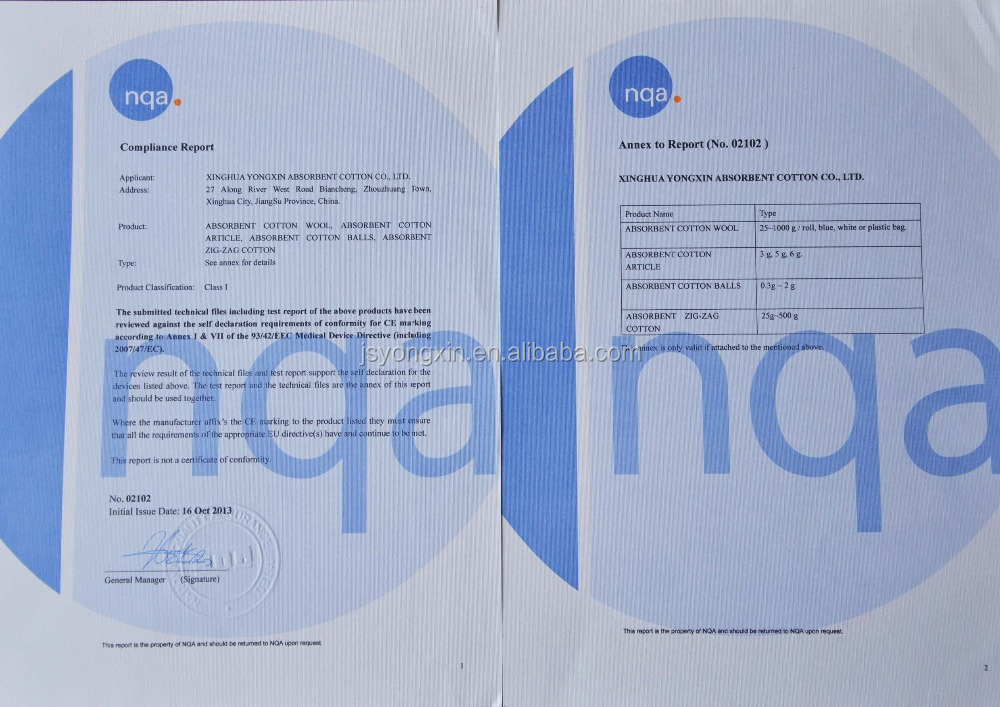 nqa.
Compliance Report
Applicant: XINGHUA YONGXIN ABSORBENT COTTON CO., LTD.
Address: 27 Along River West Road Biancheng, Zhouzhuang Town,
Xinghua City, JiangSu Province, China.
Product: ABSORBENT COTTON WOOL, ABSORBENT COTTON
ARTICLE, ABSORBENT COTTON BALLS, ABSORBENT
ZIG-ZAG COTTON
Type: See annex for details
Product Classification: Class I
The submitted technical files including test report of the above products have been
reviewed against the self declaration requirements of conformity for CE marking
according to Annex I & VII of the 93/42/EEC Medical Device Directive (including
2007/47/EC).
The review result of the technical files and test report support the self declaration for the
devices listed above. The test report and the technical files are the annex of this report
and should be used together.
Where the manufacturer affix's the CE marking to the product listed they must ensure
that all the requirements of the appropriate EU directive(s) have and continue to be met.
This report is not a certificate of conformity
No. 02102
Initial Issue Date: 16 Oct 2013
General Manager (Signature)
This report is the property of NQA and should be returned to NQA upon request
1
nqa
nqa.
Annex to Report (No. 02102 )
XINGHUA YONGXIN ABSORBENT COTTON CO., LTD.
Product Name Type
ABSORBENT COTTON WOOL 25~1000 g / roll, blue, white or plastic bag.
ABSORBENT COTTON 3 g, 5 g, 6 g.
ARTICLE
ABSORBENT COTTON BALLS 0.3g ~ 2 g
ABSORBENT ZIG-ZAG 25g~500 g
COTTON
This annex is only valid if attached to the mentioned above.
This report is the property of NQA and should be returned to NQA upon request.
2
nqa
jsyongxin.en.alibaba.com